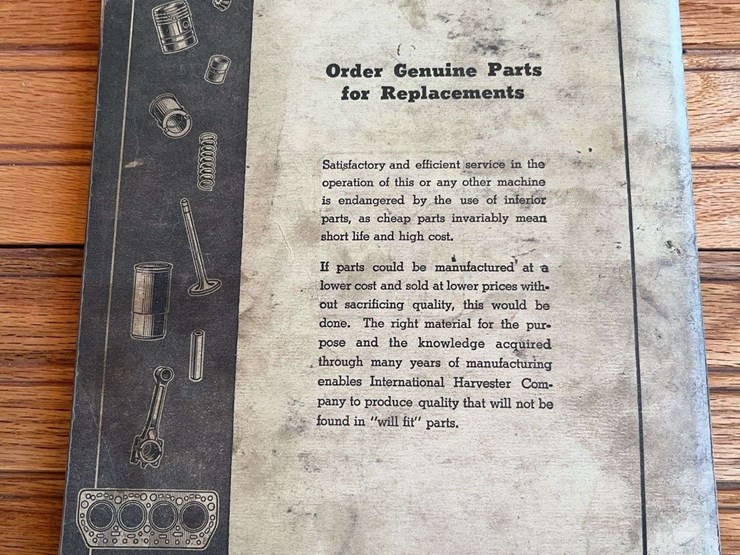 Order Genuine Parts
for Replacements
Satisfactory and efficient service in the
operation of this or any other machine
is endangered by the use of inferior
parts, as cheap parts invariably mean
short life and high cost.
If parts could be manufactured at a
lower cost and sold at lower prices with-
out sacrificing quality, this would be
done. The right material for the pur-
pose and the knowledge acquired
through many years of manufacturing
enables International Harvester Com-
pany to produce quality that will not be
found in "will fit" parts.